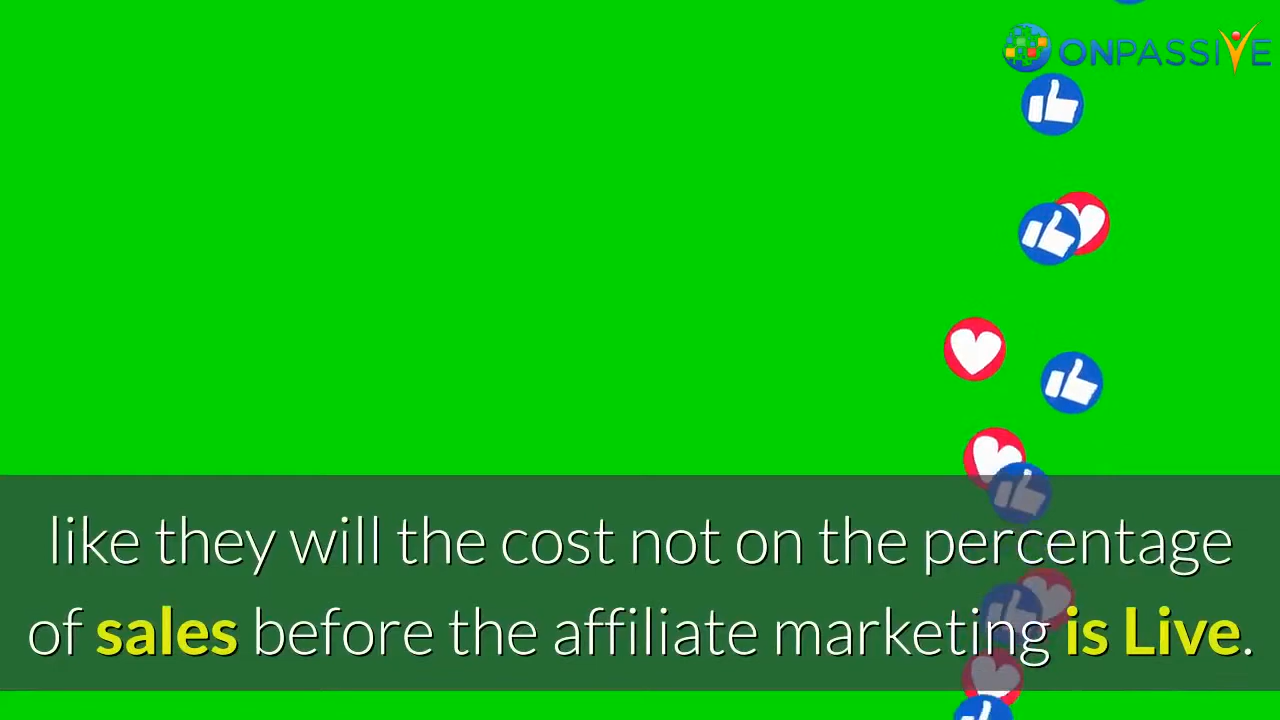 ONPASSIVE
like they will the cost not on the percentage
of sales before the affiliate marketing is Live.